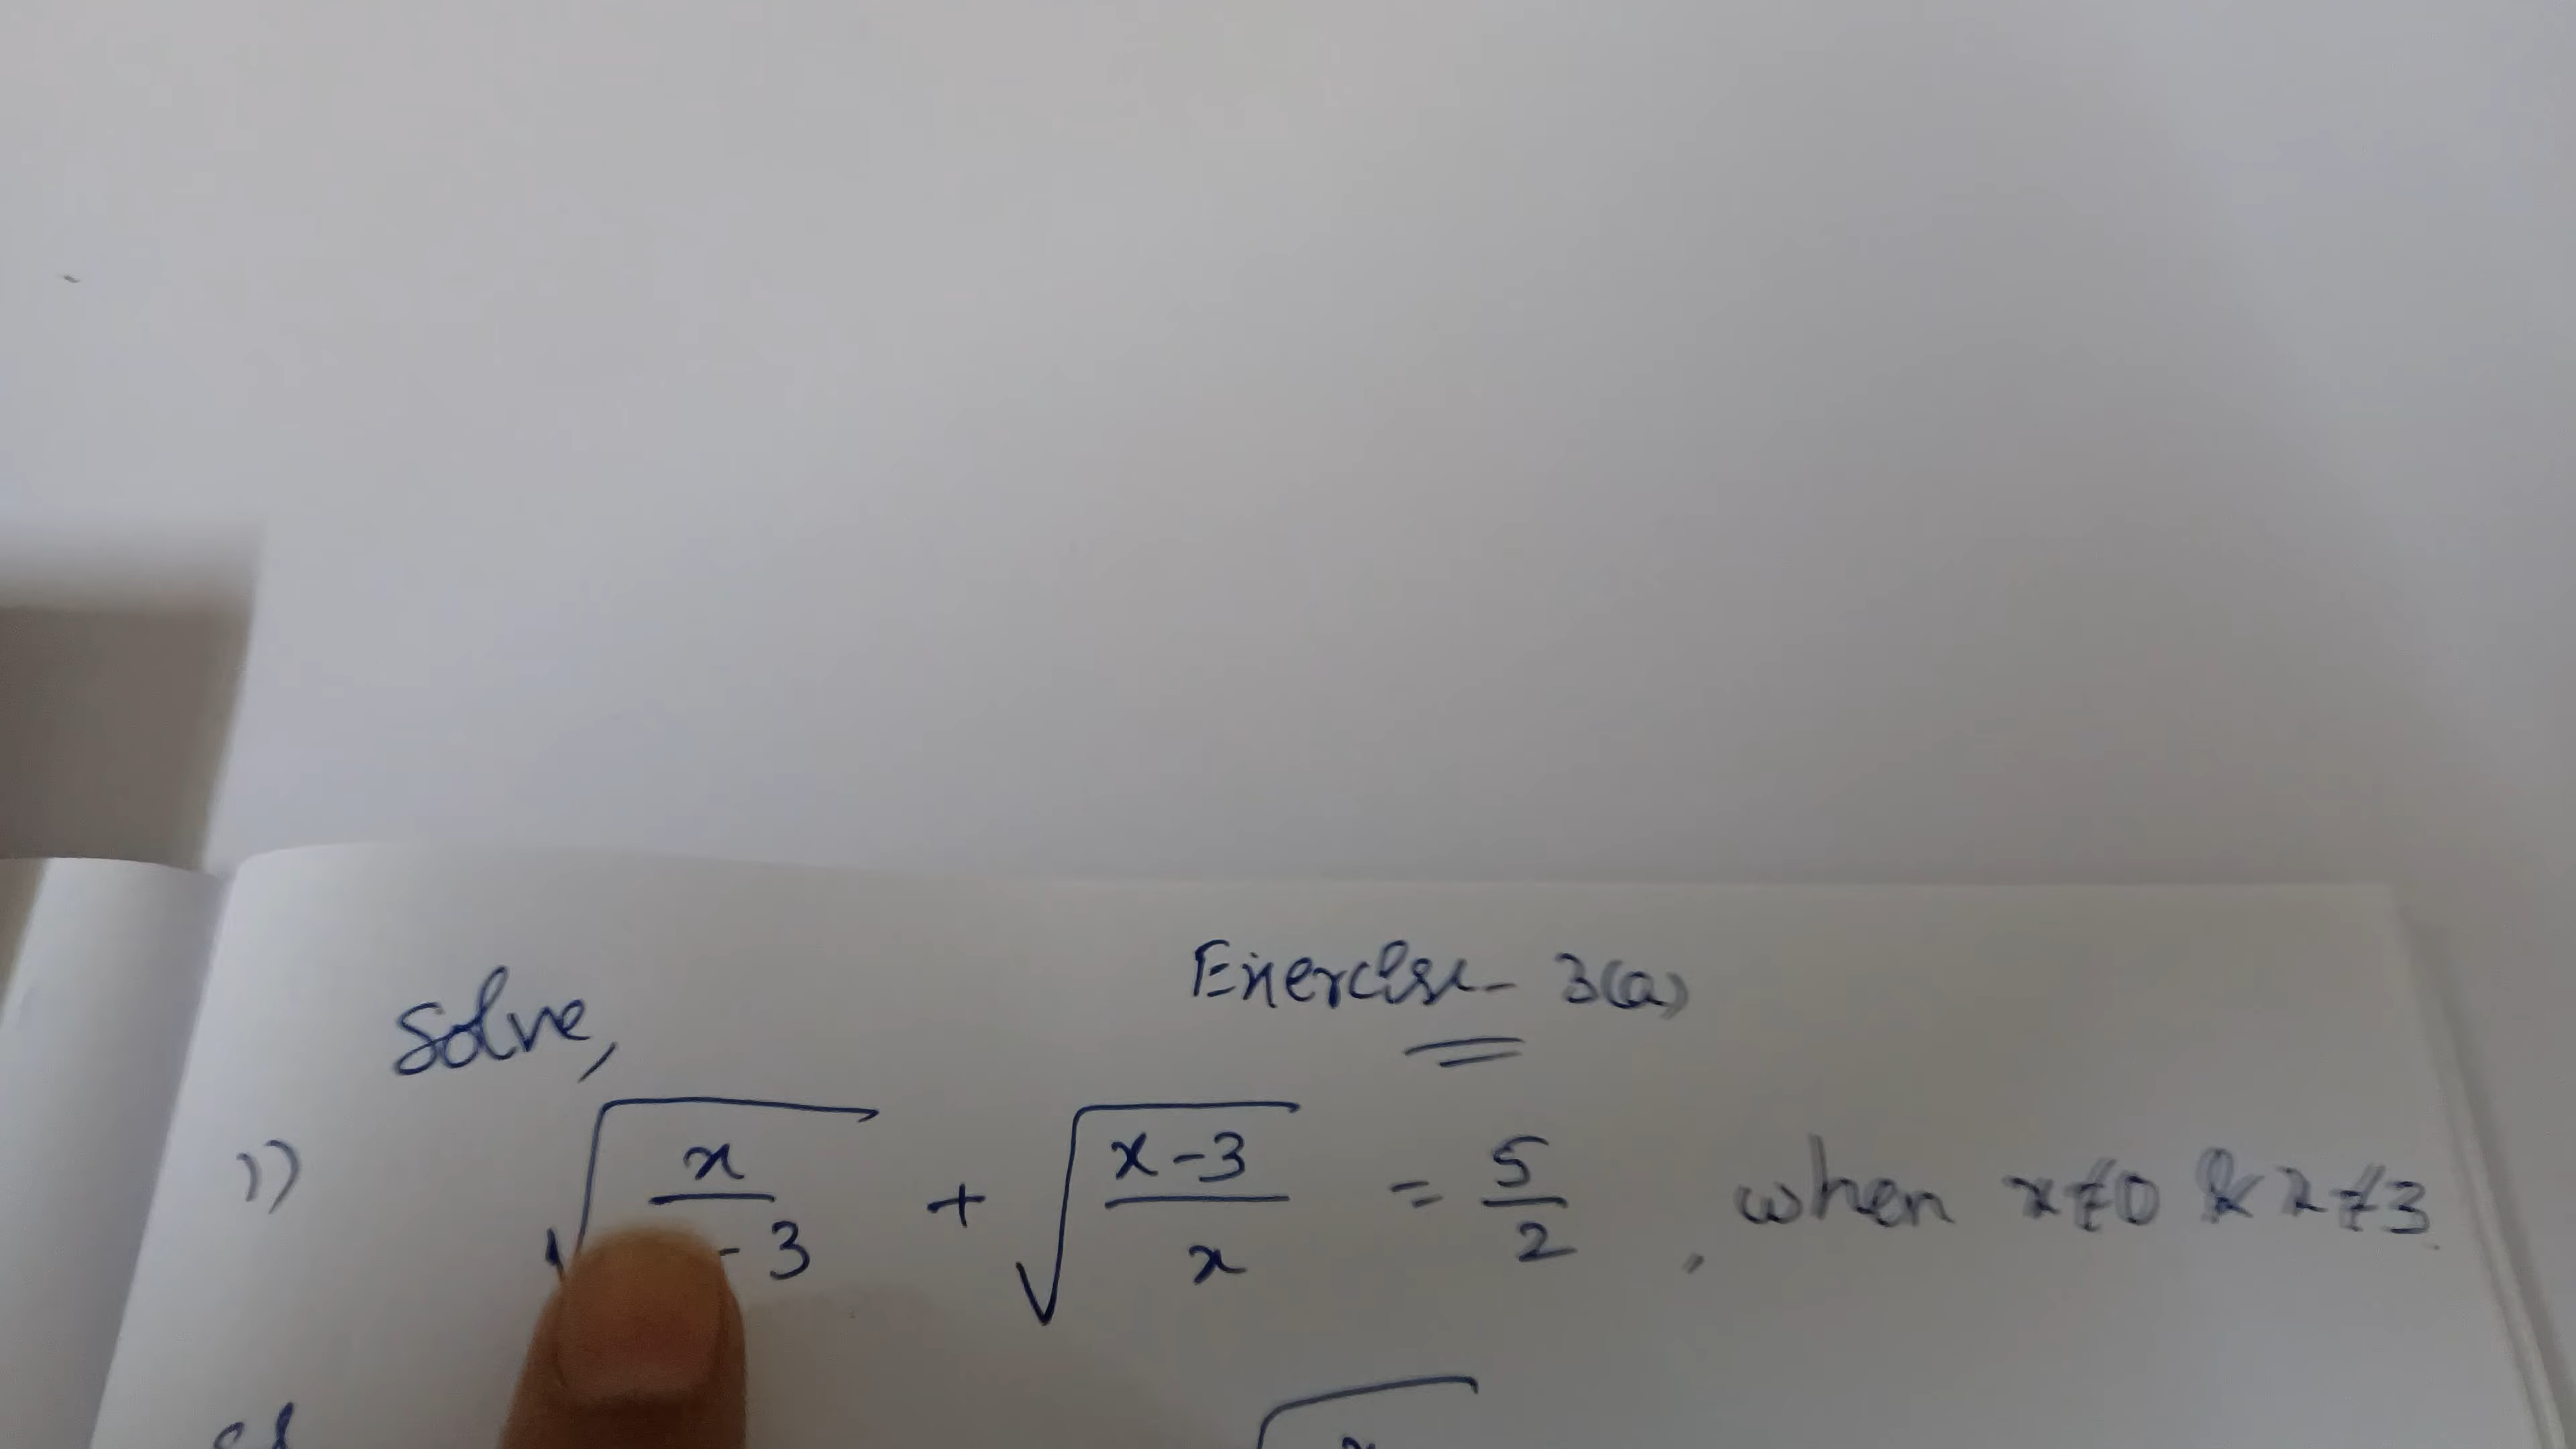 Exercise - 3(a)
Solve,
1) √(x/-3) + √(x-3/x) = 5/2, when x≠0 & x≠3